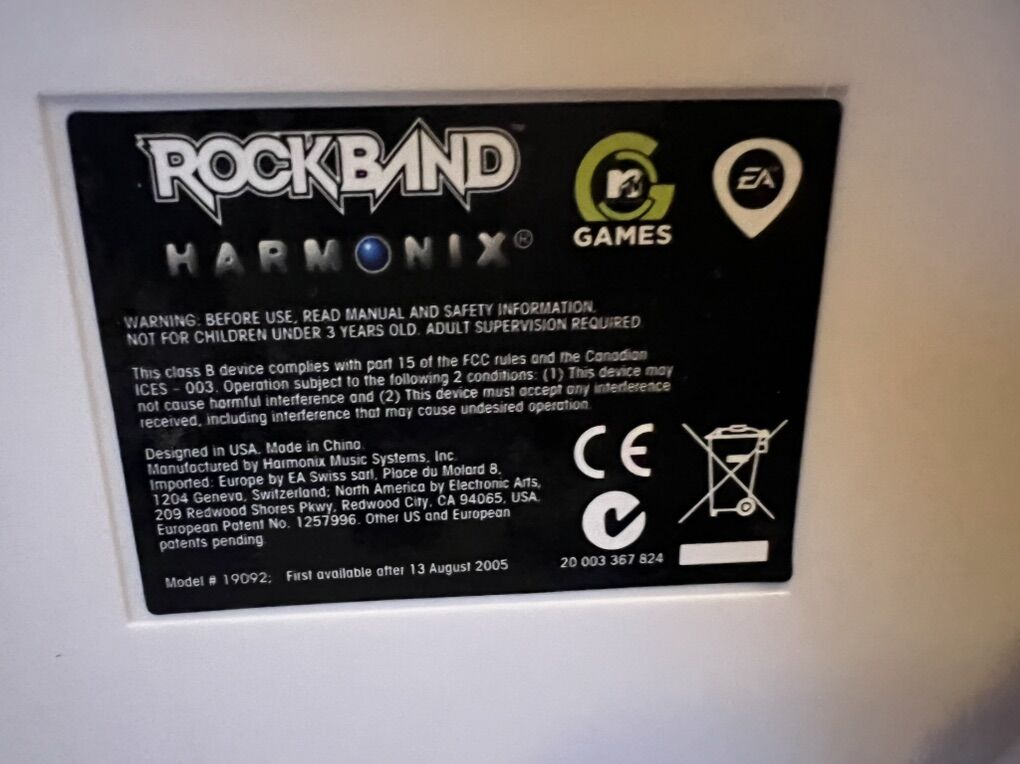 ROCKBAND™
HARMONIX®
MTV
G
GAMES
EA™
WARNING: BEFORE USE, READ MANUAL AND SAFETY INFORMATION.
NOT FOR CHILDREN UNDER 3 YEARS OLD. ADULT SUPERVISION REQUIRED
This class B device complies with part 15 of the FCC rules and the Canadian
ICES - 003. Operation subject to the following 2 conditions: (1) This device may
not cause harmful interference and (2) This device must accept any interference
received, including interference that may cause undesired operation.
Designed in USA. Made in China.
Manufactured by Harmonix Music Systems, Inc.
Imported: Europe by EA Swiss sarl, Place du Molard 8,
1204 Geneva, Switzerland; North America by Electronic Arts,
209 Redwood Shores Pkwy, Redwood City, CA 94065, USA.
European Patent No. 1257996. Other US and European
patents pending.
CE
20 003 367 824
Model # 19092; First available after 13 August 2005